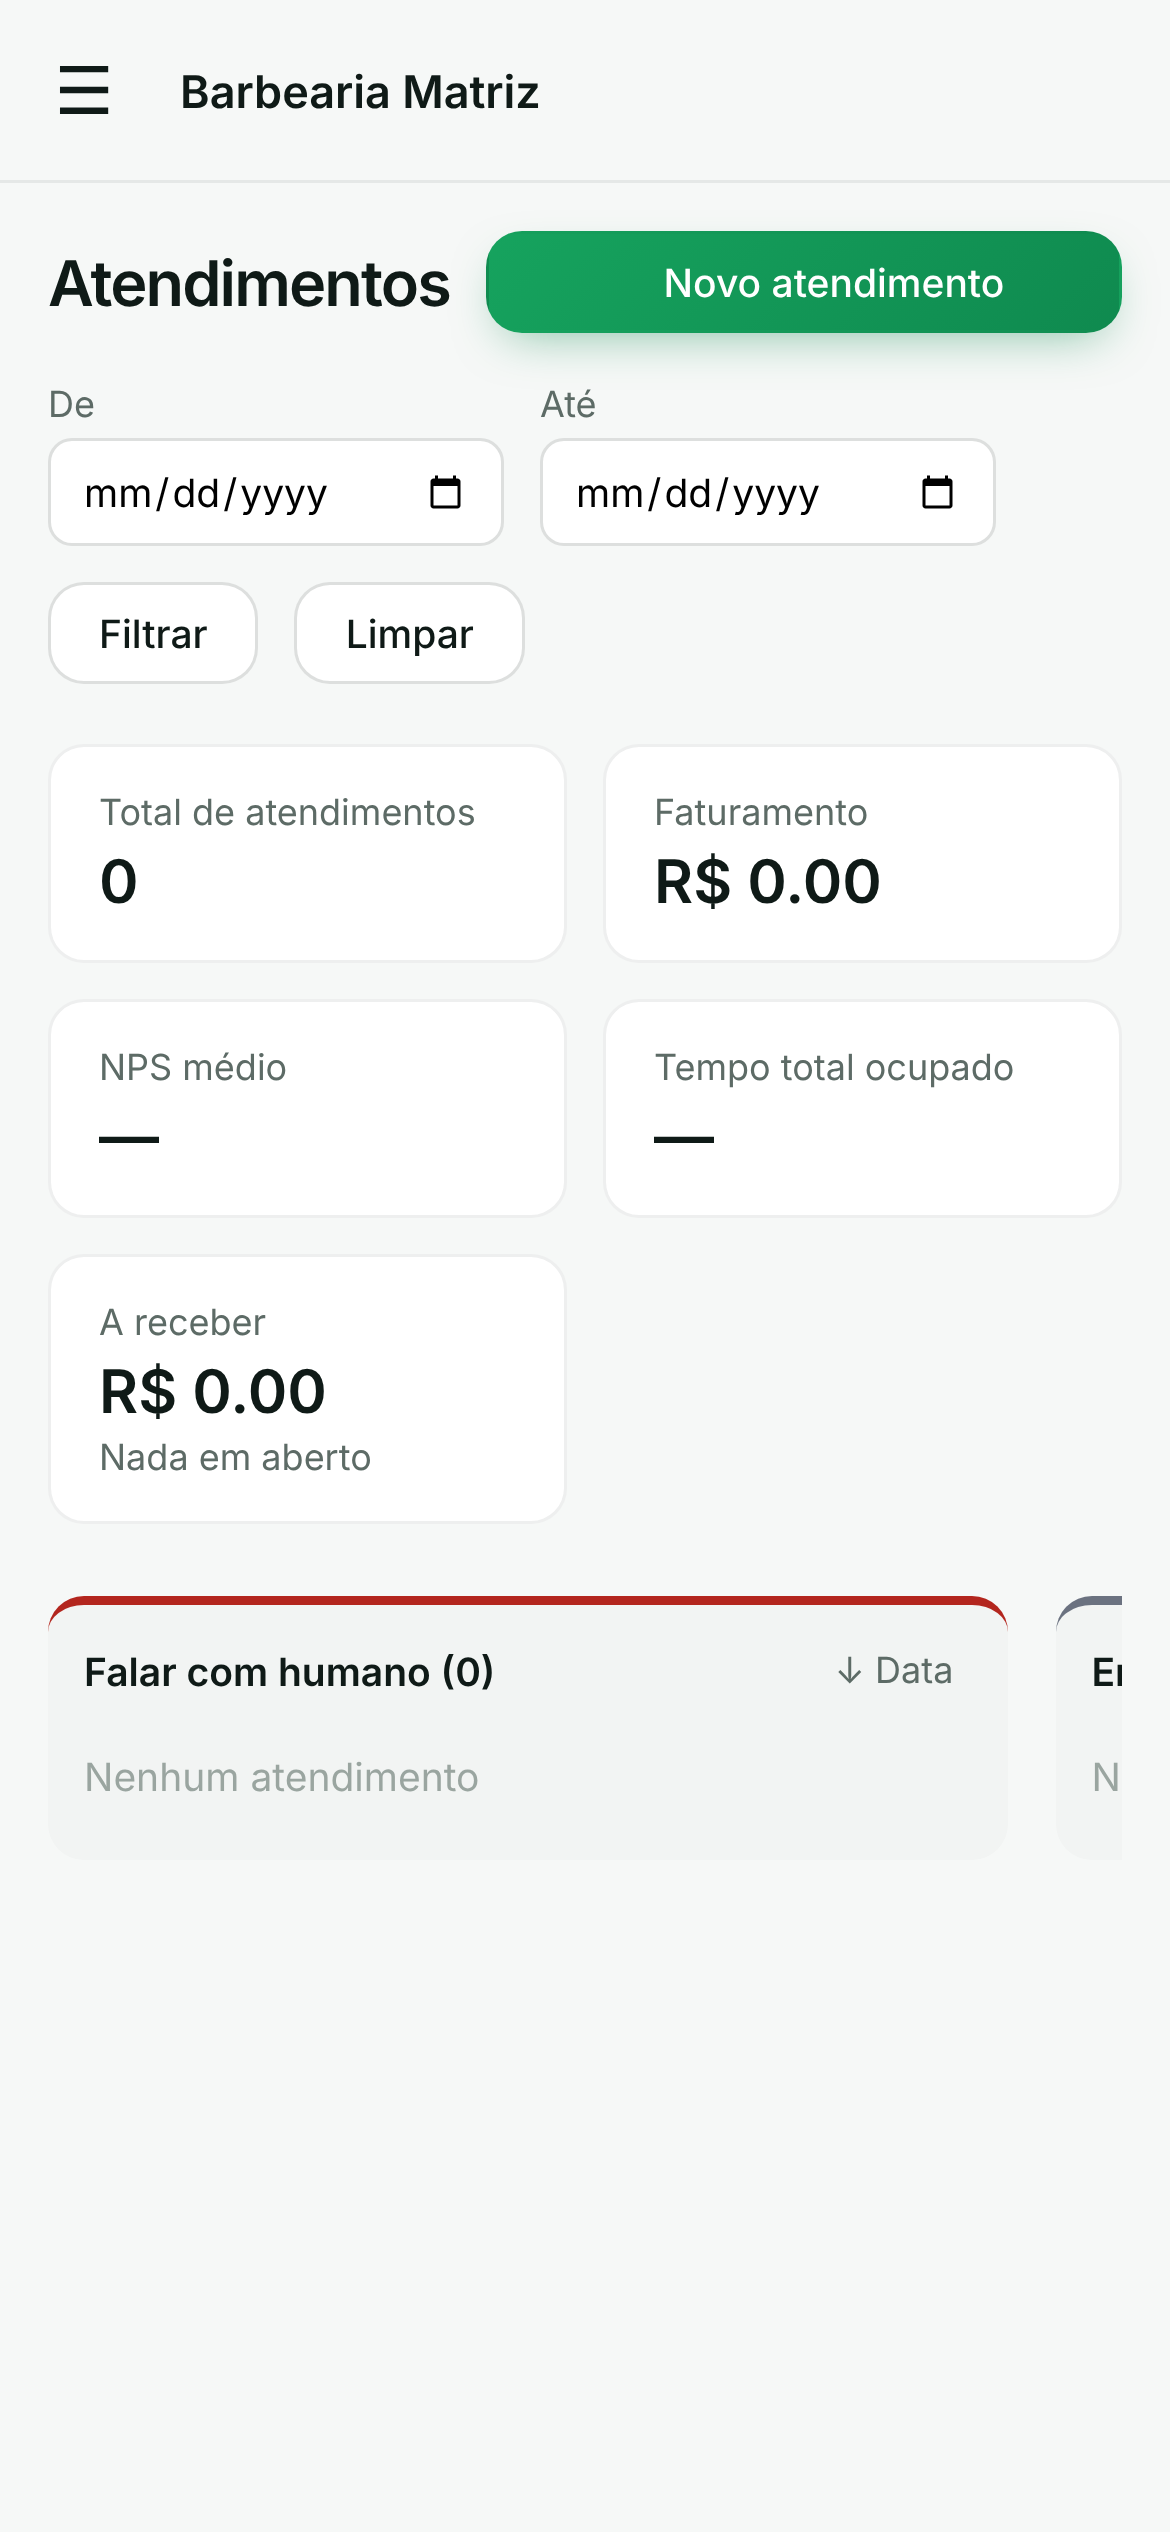 Barbearia Matriz
Atendimentos
Novo atendimento
De
Até
mm/dd/yyyy
mm/dd/yyyy
Filtrar
Limpar
Total de atendimentos
0
Faturamento
R$ 0.00
NPS médio
—
Tempo total ocupado
—
A receber
R$ 0.00
Nada em aberto
Falar com humano (0)
↓ Data
Nenhum atendimento